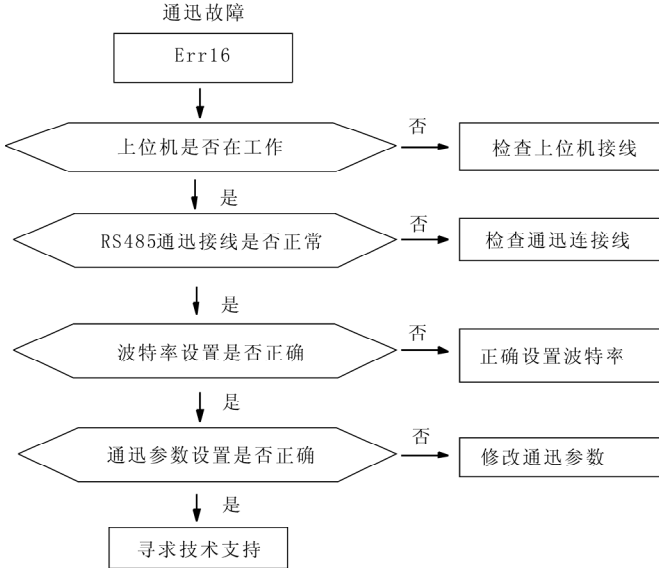 通迅故障
Err16
上位机是否在工作
否
检查上位机接线
是
RS485通迅接线是否正常
否
检查通迅连接线
是
波特率设置是否正确
否
正确设置波特率
是
通迅参数设置是否正确
否
修改通迅参数
是
寻求技术支持